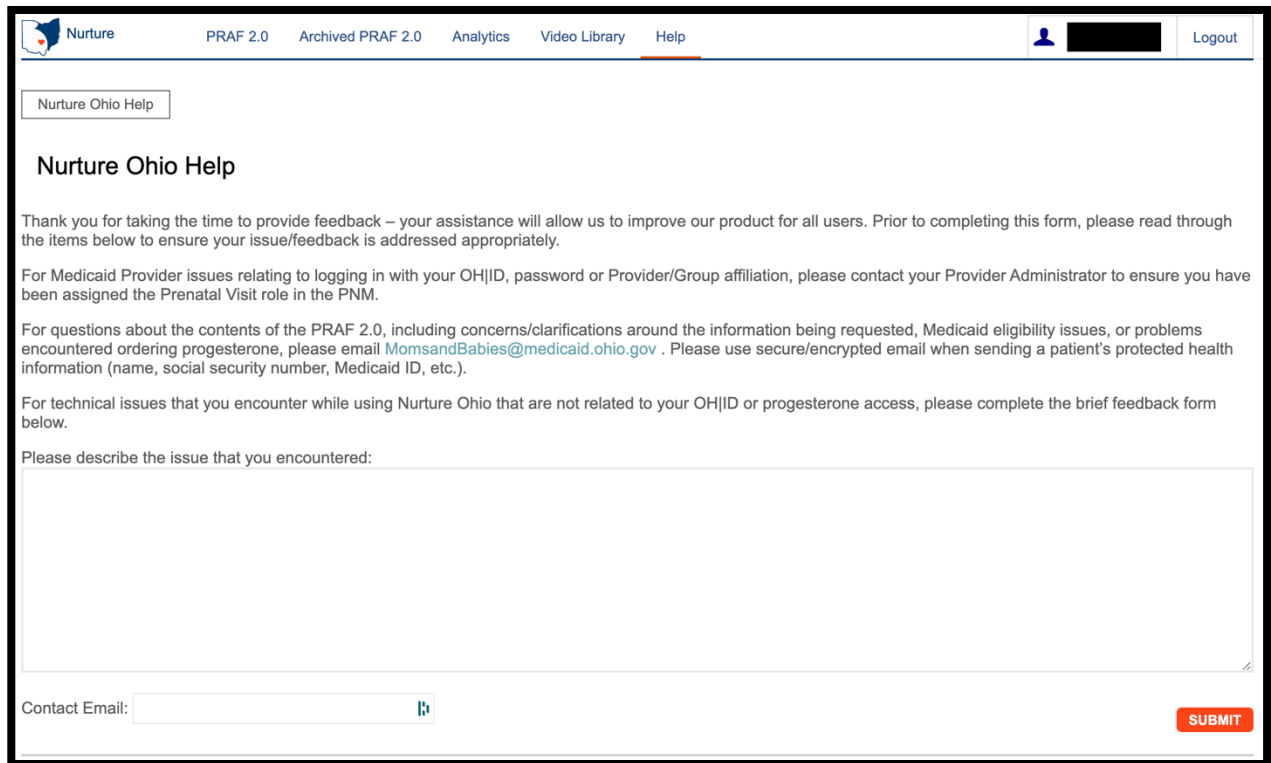 Nurture PRAF 2.0 Archived PRAF 2.0 Analytics Video Library Help Logout
Nurture Ohio Help
Nurture Ohio Help
Thank you for taking the time to provide feedback – your assistance will allow us to improve our product for all users. Prior to completing this form, please read through
the items below to ensure your issue/feedback is addressed appropriately.
For Medicaid Provider issues relating to logging in with your OH|ID, password or Provider/Group affiliation, please contact your Provider Administrator to ensure you have
been assigned the Prenatal Visit role in the PNM.
For questions about the contents of the PRAF 2.0, including concerns/clarifications around the information being requested, Medicaid eligibility issues, or problems
encountered ordering progesterone, please email MomsandBabies@medicaid.ohio.gov . Please use secure/encrypted email when sending a patient's protected health
information (name, social security number, Medicaid ID, etc.).
For technical issues that you encounter while using Nurture Ohio that are not related to your OH|ID or progesterone access, please complete the brief feedback form
below.
Please describe the issue that you encountered:
Contact Email:
SUBMIT